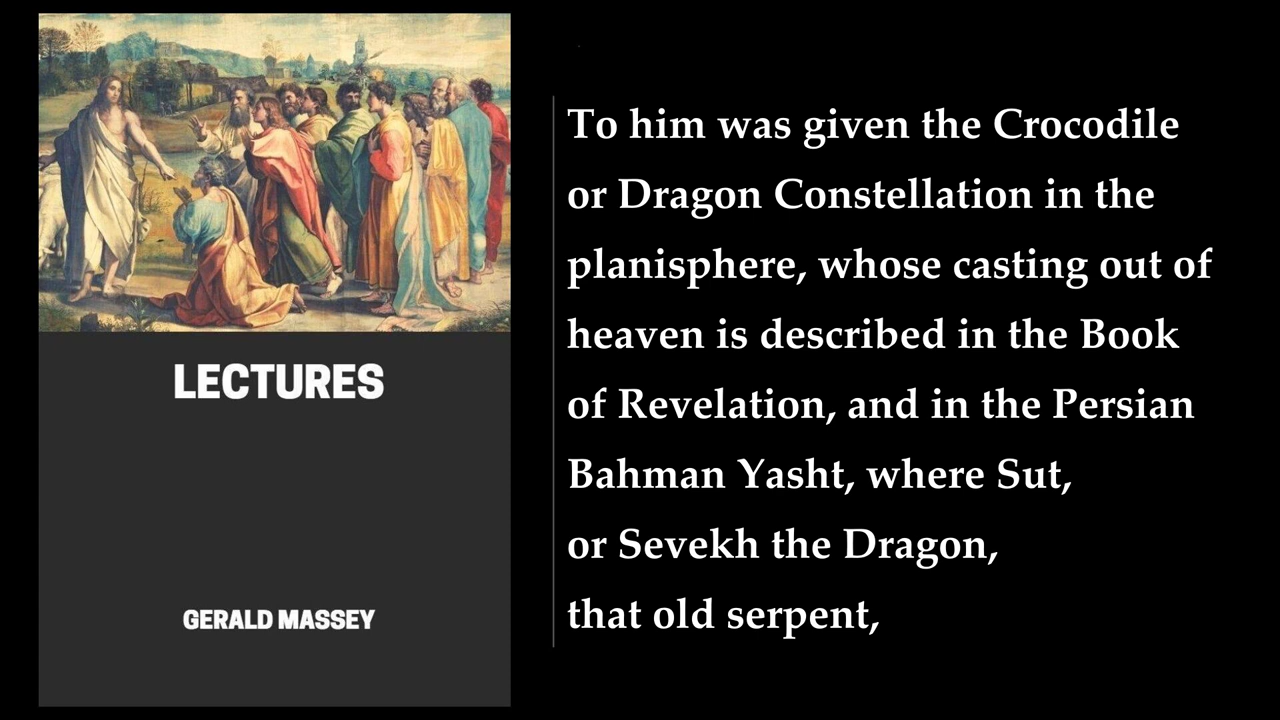 LECTURES
GERALD MASSEY
To him was given the Crocodile
or Dragon Constellation in the
planisphere, whose casting out of
heaven is described in the Book
of Revelation, and in the Persian
Bahman Yasht, where Sut,
or Sevekh the Dragon,
that old serpent,